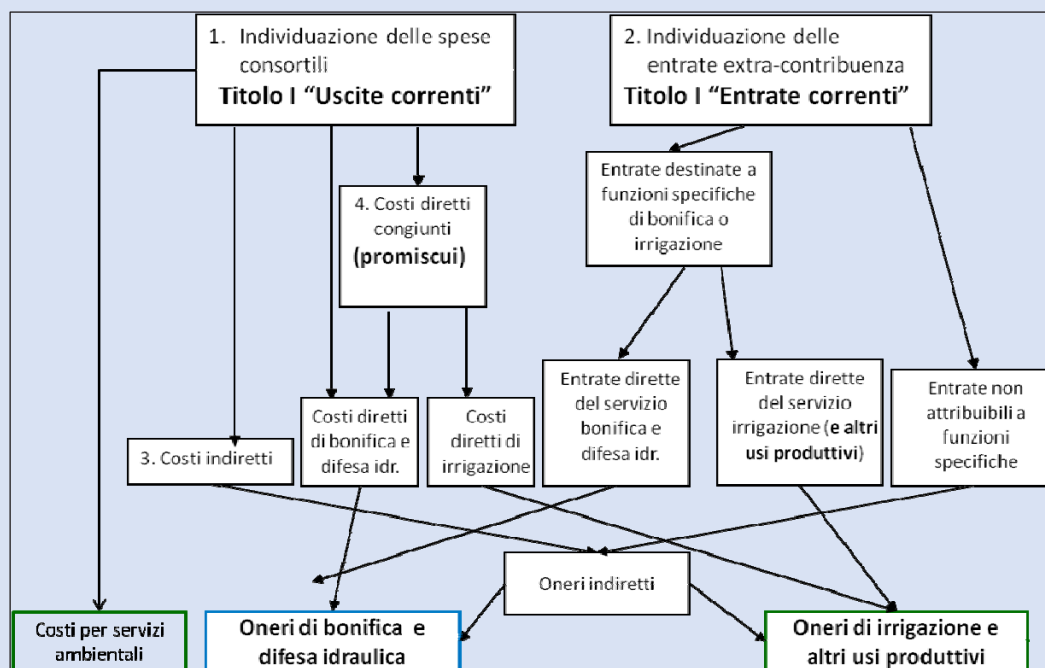 1. Individuazione delle spese
consortili
Titolo I “Uscite correnti”
2. Individuazione delle
entrate extra-contribuenza
Titolo I “Entrate correnti”
4. Costi diretti
congiunti
(promiscui)
Entrate destinate a
funzioni specifiche
di bonifica o
irrigazione
3. Costi indiretti
Costi diretti
di bonifica e
difesa idr.
Costi
diretti di
irrigazione
Entrate dirette
del servizio
bonifica e
difesa idr.
Entrate dirette
del servizio
irrigazione (e altri
usi produttivi)
Entrate non
attribuibili a
funzioni
specifiche
Oneri indiretti
Costi per servizi
ambientali
Oneri di bonifica e
difesa idraulica
Oneri di irrigazione e
altri usi produttivi